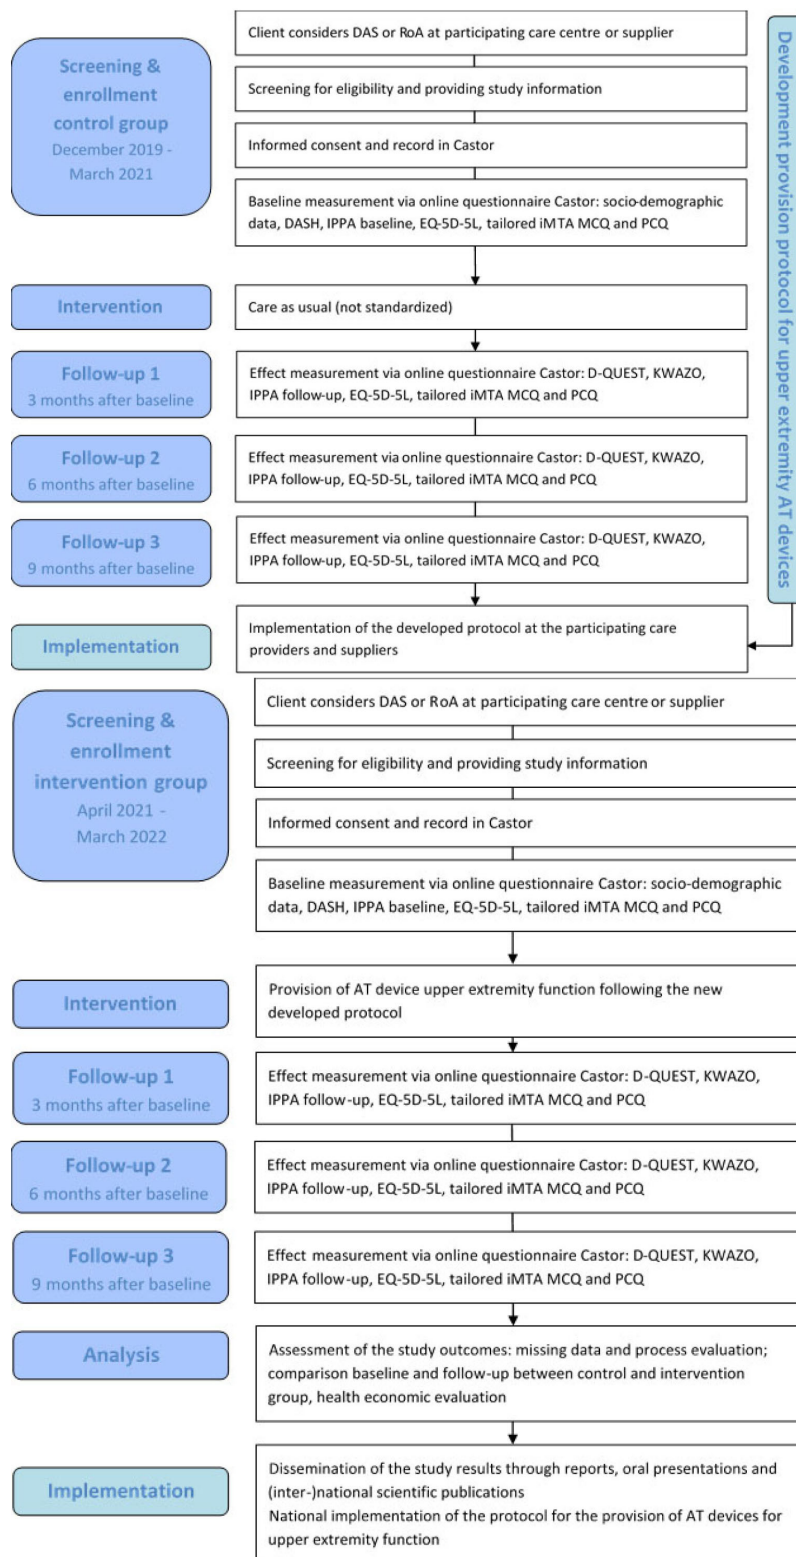 Client considers DAS or RoA at participating care centre or supplier
Screening &
enrollment
control group
December 2019 -
March 2021
Screening for eligibility and providing study information
Informed consent and record in Castor
Baseline measurement via online questionnaire Castor: socio-demographic
data, DASH, IPPA baseline, EQ-5D-5L, tailored iMTA MCQ and PCQ
Development provision protocol for upper extremity AT devices
Intervention
Care as usual (not standardized)
Follow-up 1
3 months after baseline
Effect measurement via online questionnaire Castor: D-QUEST, KWAZO,
IPPA follow-up, EQ-5D-5L, tailored iMTA MCQ and PCQ
Follow-up 2
6 months after baseline
Effect measurement via online questionnaire Castor: D-QUEST, KWAZO,
IPPA follow-up, EQ-5D-5L, tailored iMTA MCQ and PCQ
Follow-up 3
9 months after baseline
Effect measurement via online questionnaire Castor: D-QUEST, KWAZO,
IPPA follow-up, EQ-5D-5L, tailored iMTA MCQ and PCQ
Implementation
Implementation of the developed protocol at the participating care
providers and suppliers
Screening &
enrollment
intervention group
April 2021 -
March 2022
Client considers DAS or RoA at participating care centre or supplier
Screening for eligibility and providing study information
Informed consent and record in Castor
Baseline measurement via online questionnaire Castor: socio-demographic
data, DASH, IPPA baseline, EQ-5D-5L, tailored iMTA MCQ and PCQ
Intervention
Provision of AT device upper extremity function following the new
developed protocol
Follow-up 1
3 months after baseline
Effect measurement via online questionnaire Castor: D-QUEST, KWAZO,
IPPA follow-up, EQ-5D-5L, tailored iMTA MCQ and PCQ
Follow-up 2
6 months after baseline
Effect measurement via online questionnaire Castor: D-QUEST, KWAZO,
IPPA follow-up, EQ-5D-5L, tailored iMTA MCQ and PCQ
Follow-up 3
9 months after baseline
Effect measurement via online questionnaire Castor: D-QUEST, KWAZO,
IPPA follow-up, EQ-5D-5L, tailored iMTA MCQ and PCQ
Analysis
Assessment of the study outcomes: missing data and process evaluation;
comparison baseline and follow-up between control and intervention
group, health economic evaluation
Implementation
Dissemination of the study results through reports, oral presentations and
(inter-)national scientific publications
National implementation of the protocol for the provision of AT devices for
upper extremity function